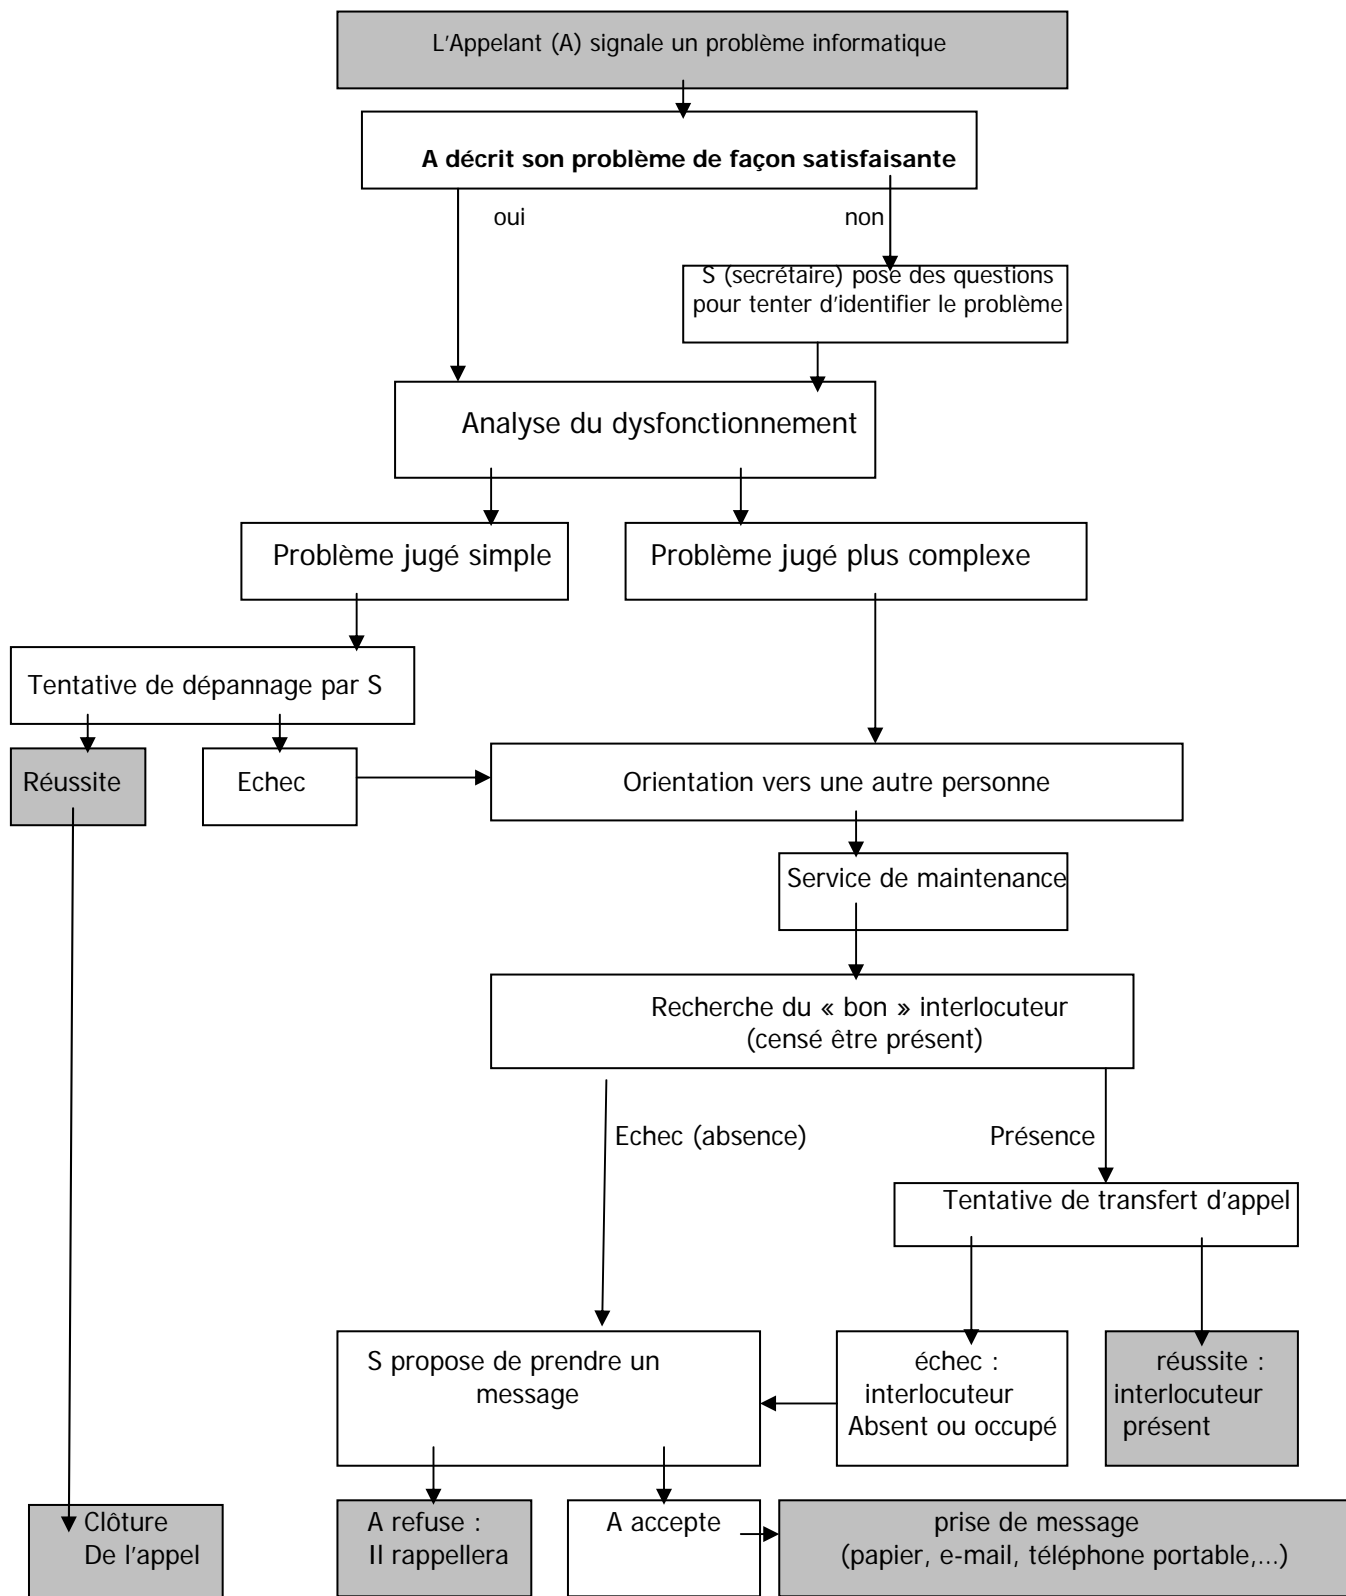 L'Appelant (A) signale un problème informatique
A décrit son problème de façon satisfaisante
oui
non
S (secrétaire) pose des questions
pour tenter d'identifier le problème
Analyse du dysfonctionnement
Problème jugé simple
Problème jugé plus complexe
Tentative de dépannage par S
Réussite
Echec
Orientation vers une autre personne
Service de maintenance
Recherche du « bon » interlocuteur
(censé être présent)
Echec (absence)
Présence
Tentative de transfert d'appel
S propose de prendre un
message
échec :
interlocuteur
Absent ou occupé
réussite :
interlocuteur
présent
Clôture
De l'appel
A refuse :
Il rappellera
A accepte
prise de message
(papier, e-mail, téléphone portable,...)